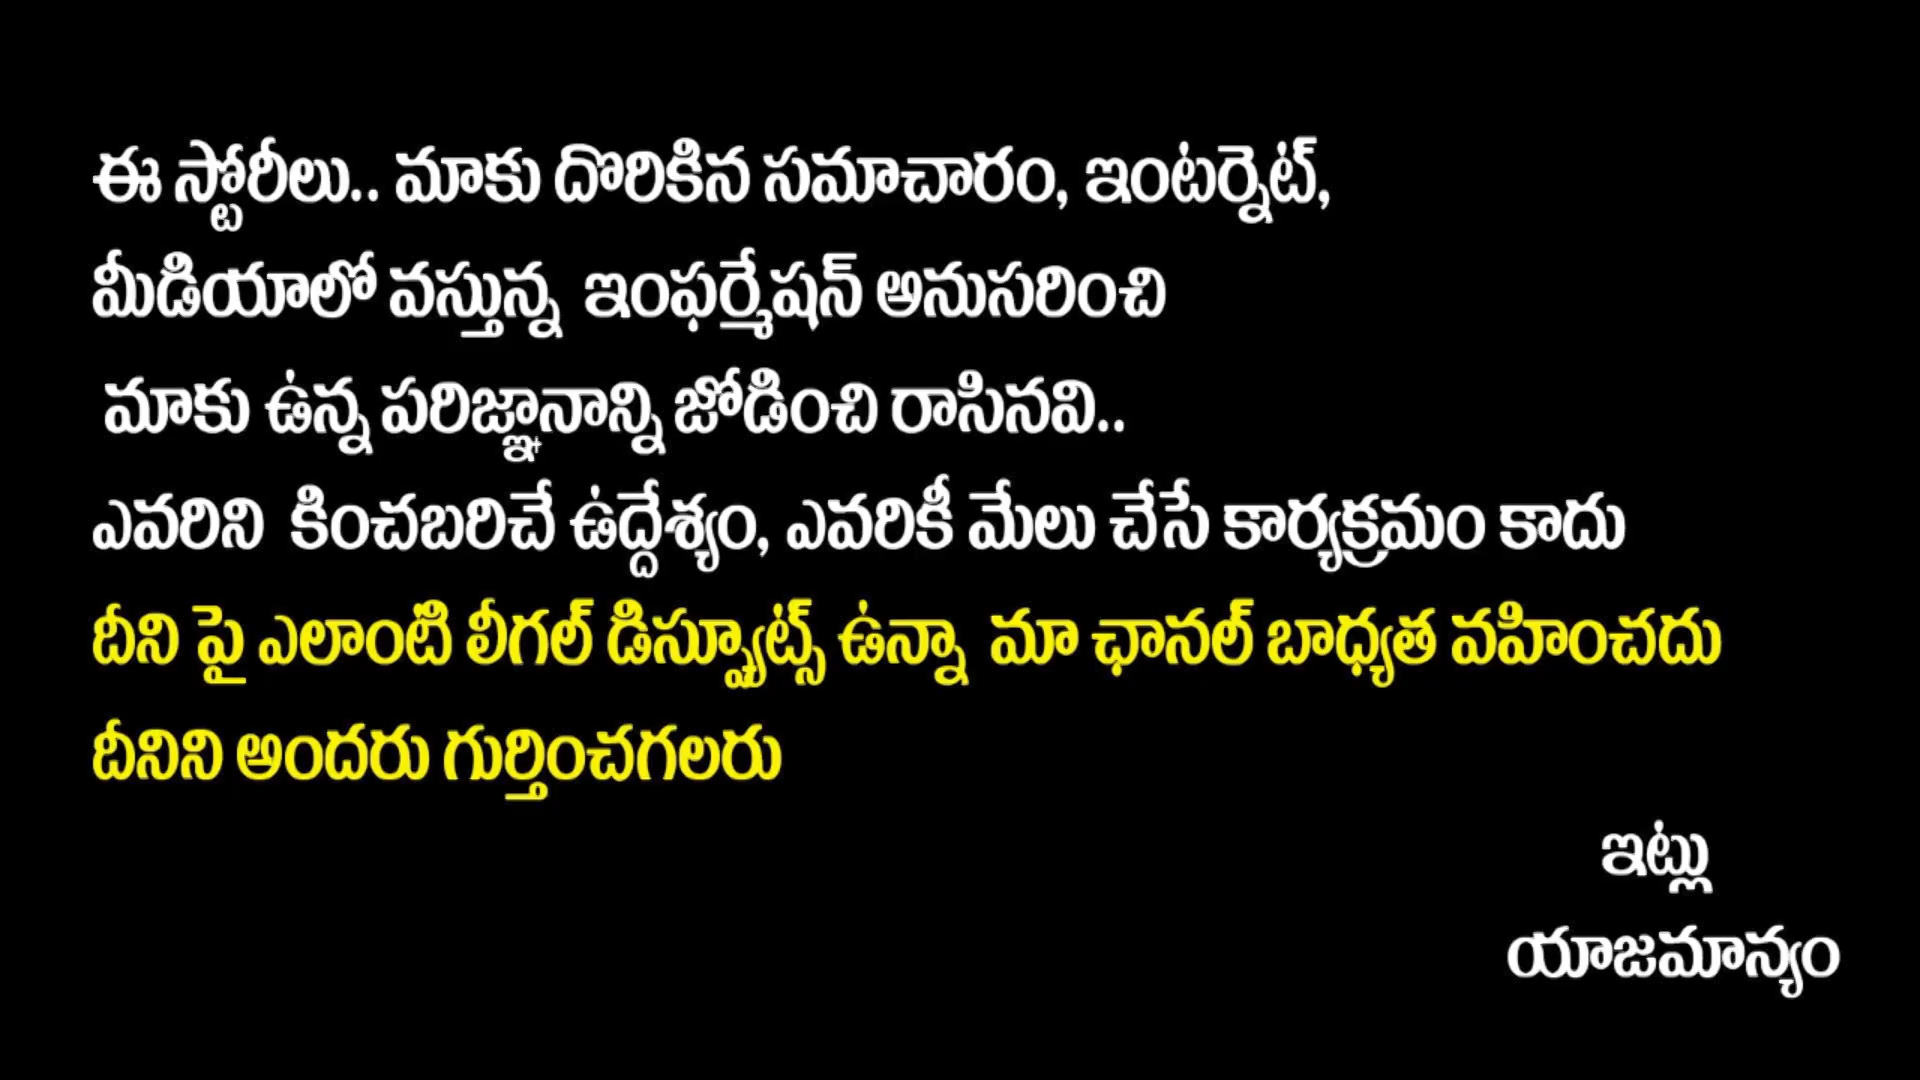 ఈ స్టోరీలు.. మాకు దొరికిన సమాచారం, ఇంటర్నెట్,
మీడియాలో వస్తున్న ఇంఫర్మేషన్ అనుసరించి
మాకు ఉన్న పరిజ్ఞానాన్ని జోడించి రాసినవి..
ఎవరిని కించబరిచే ఉద్దేశ్యం, ఎవరికీ మేలు చేసే కార్యక్రమం కాదు
దీని పై ఎలాంటి లీగల్ డిస్ప్యూట్స్ ఉన్నా మా ఛానల్ బాధ్యత వహించదు
దీనిని అందరు గుర్తించగలరు
ఇట్లు
యాజమాన్యం